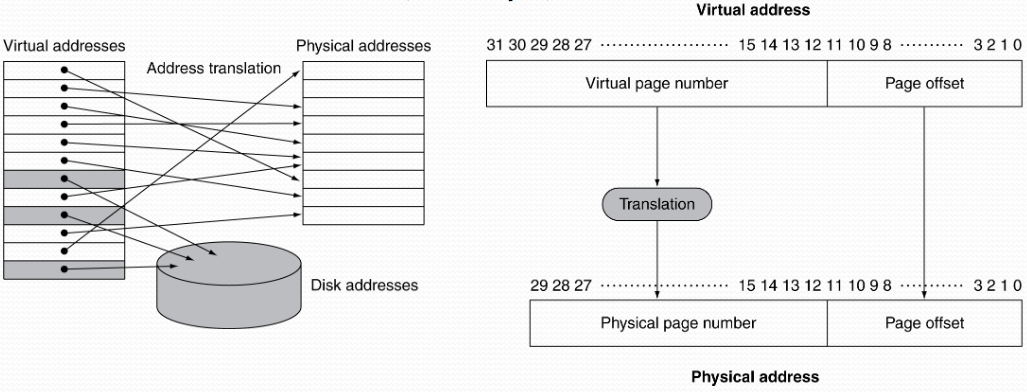 Virtual addresses
Physical addresses
Address translation
Disk addresses
Virtual address
31 30 29 28 27 ·················· 15 14 13 12 11 10 9 8 ·········· 3 2 1 0
Virtual page number
Page offset
Translation
29 28 27 ·················· 15 14 13 12 11 10 9 8 ·········· 3 2 1 0
Physical page number
Page offset
Physical address